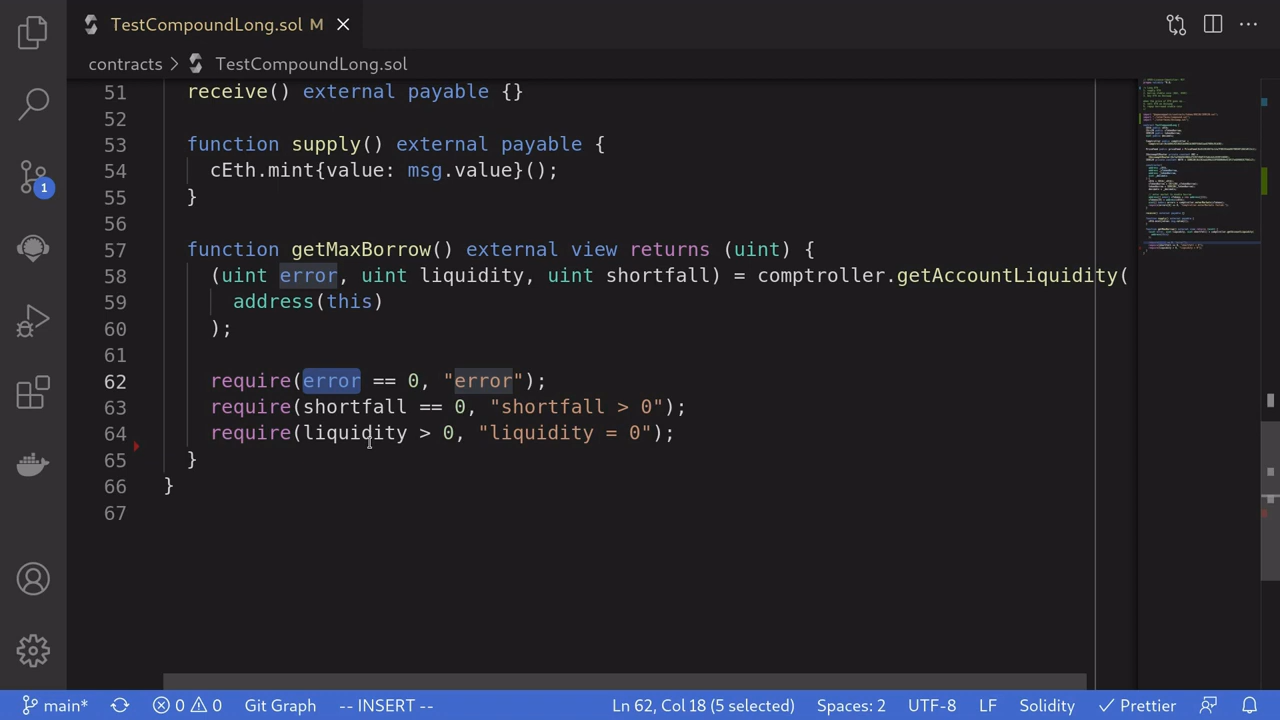 TestCompoundLong.sol M
contracts > TestCompoundLong.sol
51 receive() external payable {}
52
53 function supply() external payable {
54 cEth.mint{value: msg.value}();
55 }
56
57 function getMaxBorrow() external view returns (uint) {
58 (uint error, uint liquidity, uint shortfall) = comptroller.getAccountLiquidity(
59 address(this)
60 );
61
62 require(error == 0, "error");
63 require(shortfall == 0, "shortfall > 0");
64 require(liquidity > 0, "liquidity = 0");
65 }
66 }
67
1
main* 0 0 Git Graph -- INSERT -- Ln 62, Col 18 (5 selected) Spaces: 2 UTF-8 LF Solidity Prettier